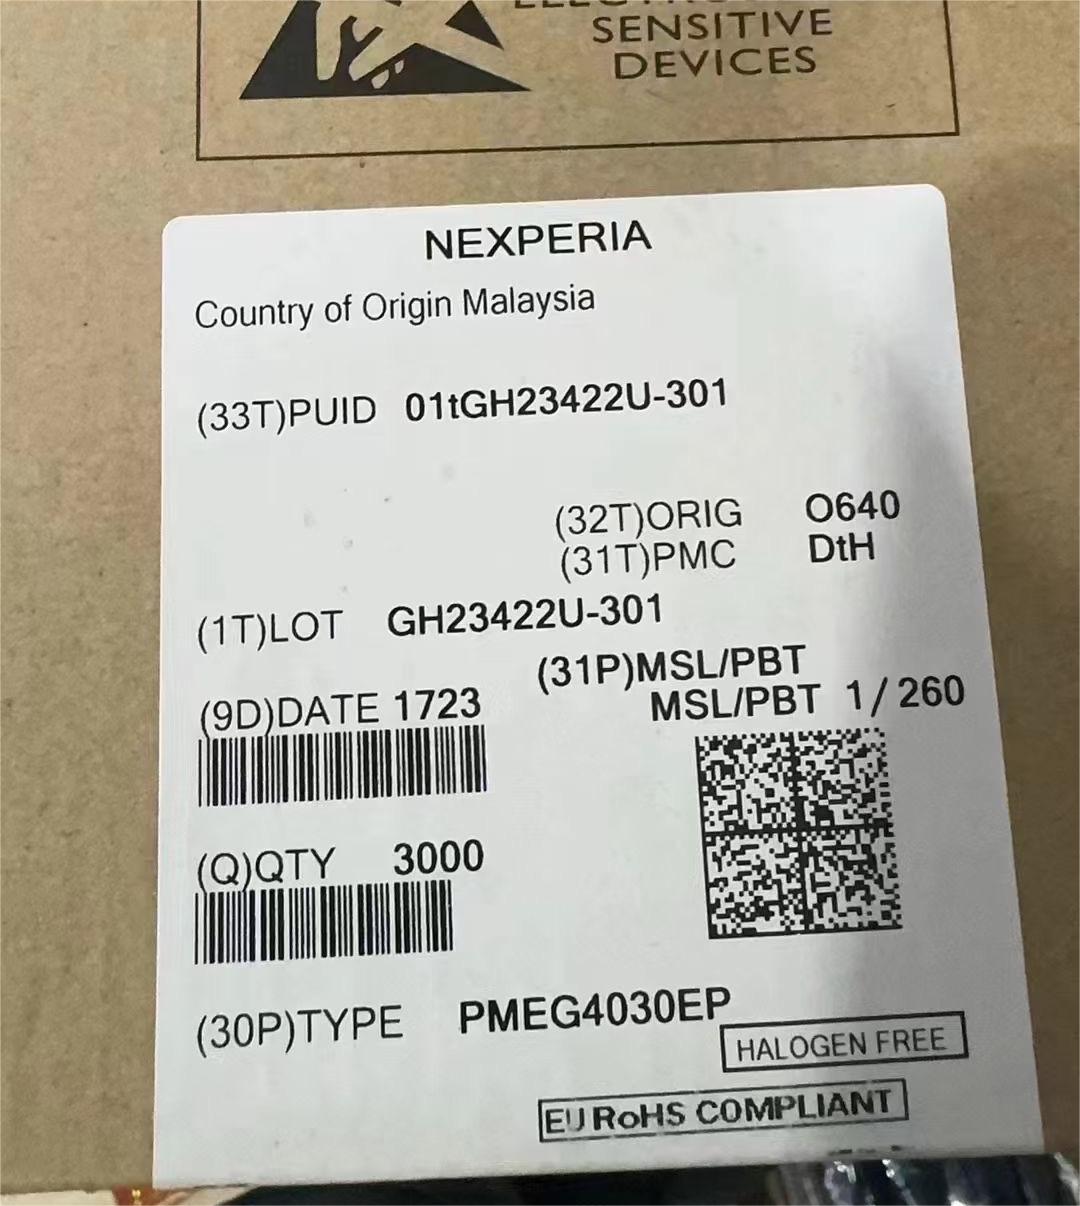 SENSITIVE
DEVICES
NEXPERIA
Country of Origin Malaysia
(33T)PUID 01tGH23422U-301
(32T)ORIG O640
(31T)PMC DtH
(1T)LOT GH23422U-301
(31P)MSL/PBT
(9D)DATE 1723
MSL/PBT 1/260
(Q)QTY 3000
(30P)TYPE PMEG4030EP
HALOGEN FREE
EU RoHS COMPLIANT